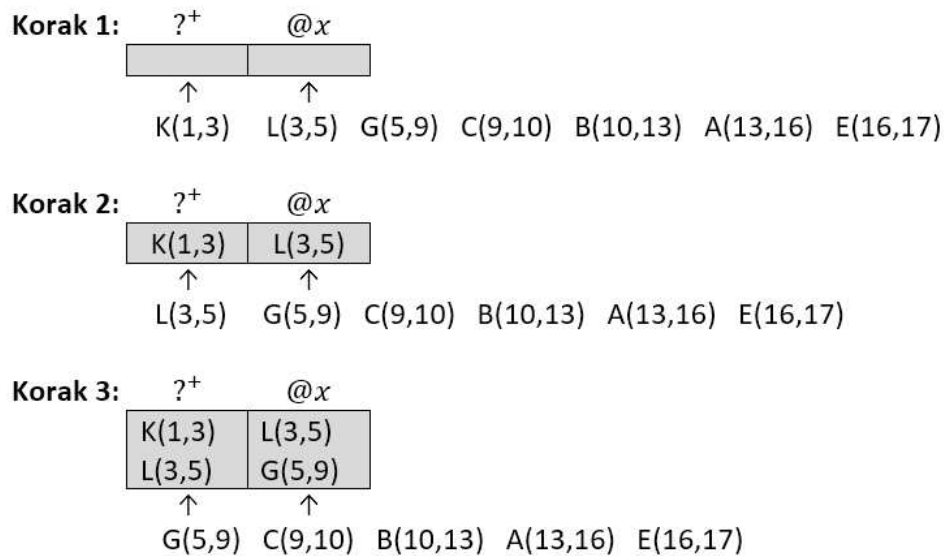 Korak 1: ?⁺ @x
↑ ↑
K(1,3) L(3,5) G(5,9) C(9,10) B(10,13) A(13,16) E(16,17)
Korak 2: ?⁺ @x
K(1,3) L(3,5)
↑ ↑
L(3,5) G(5,9) C(9,10) B(10,13) A(13,16) E(16,17)
Korak 3: ?⁺ @x
K(1,3) L(3,5)
L(3,5) G(5,9)
↑ ↑
G(5,9) C(9,10) B(10,13) A(13,16) E(16,17)